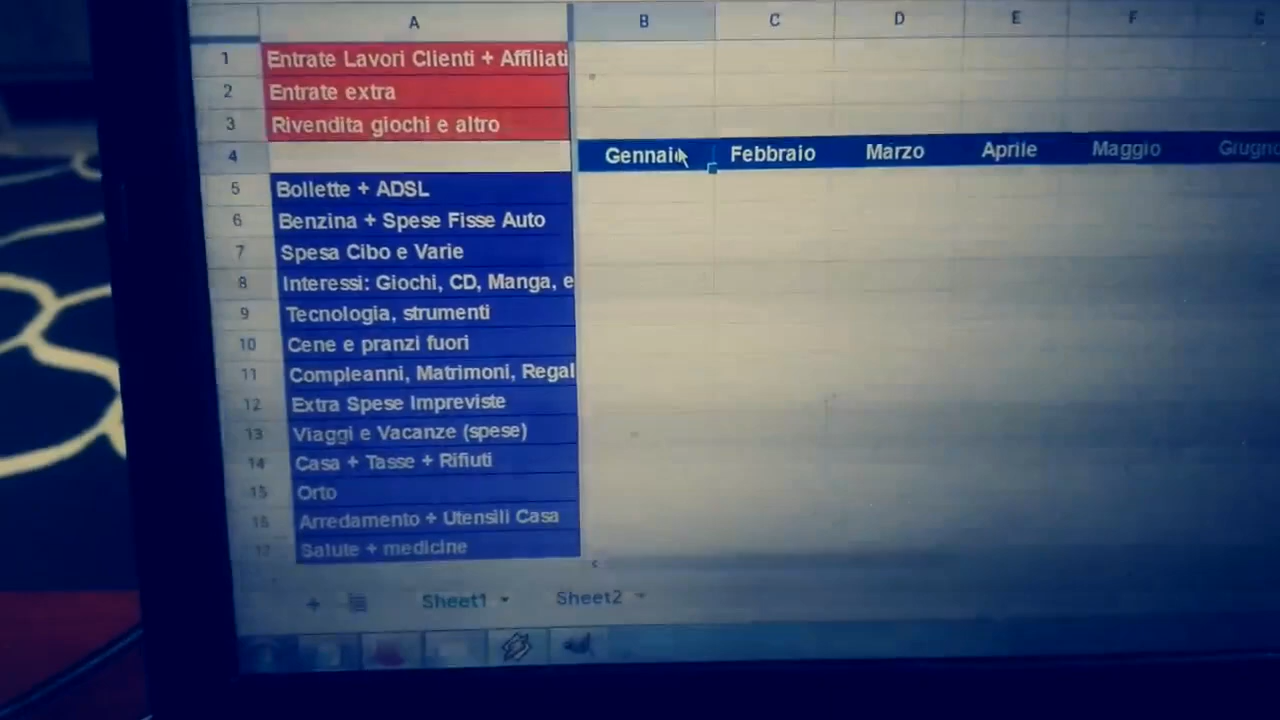 A B C D E F G
1 Entrate Lavori Clienti + Affiliati
2 Entrate extra
3 Rivendita giochi e altro
4 Gennaio Febbraio Marzo Aprile Maggio Giugno
5 Bollette + ADSL
6 Benzina + Spese Fisse Auto
7 Spesa Cibo e Varie
8 Interessi: Giochi, CD, Manga, e
9 Tecnologia, strumenti
10 Cene e pranzi fuori
11 Compleanni, Matrimoni, Regal
12 Extra Spese Impreviste
13 Viaggi e Vacanze (spese)
14 Casa + Tasse + Rifiuti
15 Orto
16 Arredamento + Utensili Casa
17 Salute + medicine
Sheet1 Sheet2